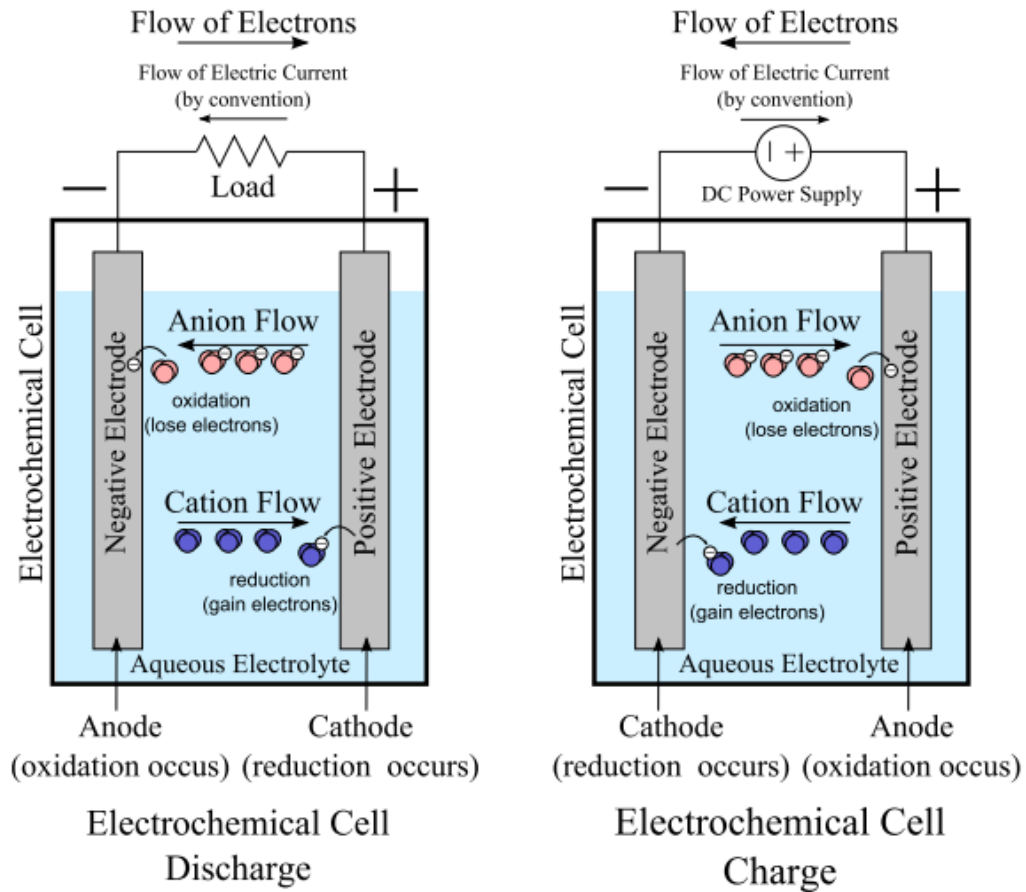 Flow of Electrons
Flow of Electric Current
(by convention)
Load
−
+
Electrochemical Cell
Negative Electrode
Positive Electrode
Anion Flow
oxidation
(lose electrons)
Cation Flow
reduction
(gain electrons)
Aqueous Electrolyte
Anode
(oxidation occus)
Cathode
(reduction occurs)
Electrochemical Cell
Discharge
Flow of Electrons
Flow of Electric Current
(by convention)
DC Power Supply
−
+
Electrochemical Cell
Negative Electrode
Positive Electrode
Anion Flow
oxidation
(lose electrons)
Cation Flow
reduction
(gain electrons)
Aqueous Electrolyte
Cathode
(reduction occurs)
Anode
(oxidation occus)
Electrochemical Cell
Charge